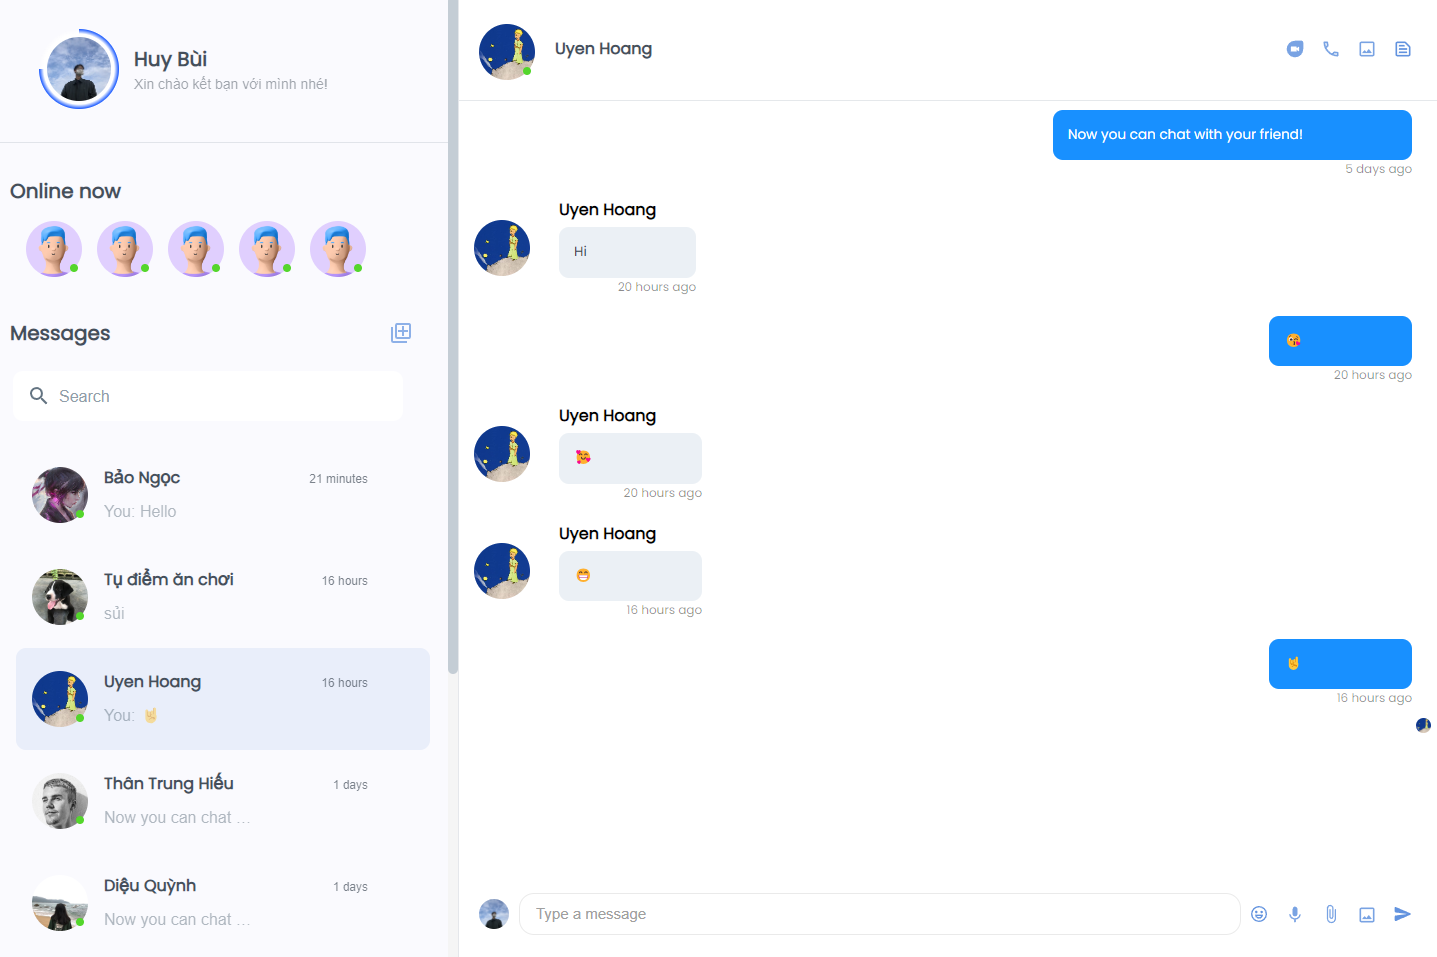 Huy Bùi
Xin chào kết bạn với mình nhé!
Online now
Messages
Search
Bảo Ngọc
21 minutes
You: Hello
Tụ điểm ăn chơi
16 hours
sủi
Uyen Hoang
16 hours
You: 🤘
Thân Trung Hiếu
1 days
Now you can chat ...
Diệu Quỳnh
1 days
Now you can chat ...
Uyen Hoang
Now you can chat with your friend!
5 days ago
Uyen Hoang
Hi
20 hours ago
😘
20 hours ago
Uyen Hoang
🥰
20 hours ago
Uyen Hoang
😁
16 hours ago
🤘
16 hours ago
Type a message